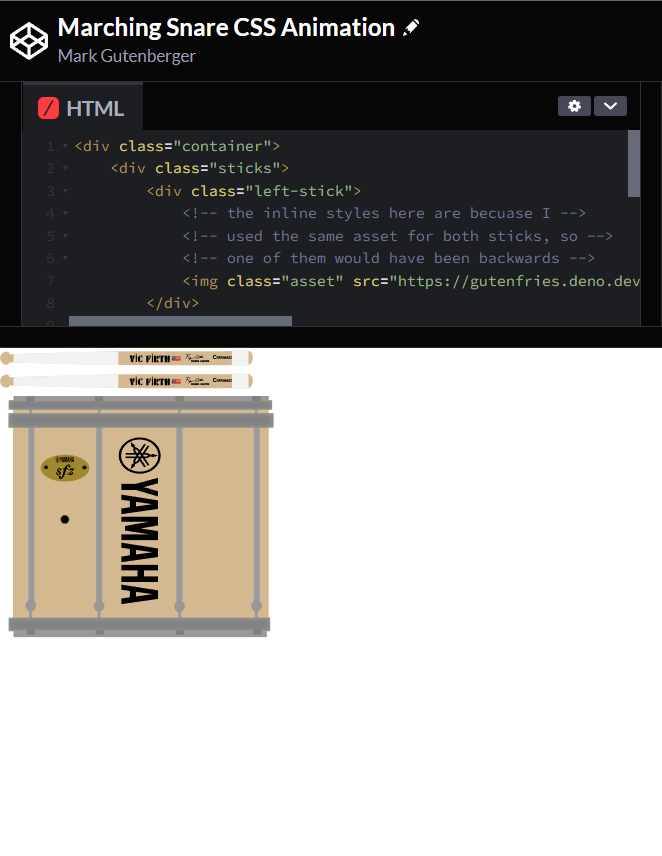 Marching Snare CSS Animation
Mark Gutenberger
HTML
1 <div class="container">
2 <div class="sticks">
3 <div class="left-stick">
4 <!-- the inline styles here are becuase I -->
5 <!-- used the same asset for both sticks, so -->
6 <!-- one of them would have been backwards -->
7 <img class="asset" src="https://gutenfries.deno.dev
8 </div>
9
VIC FIRTH
VIC FIRTH
YAMAHA
sfz
YAMAHA